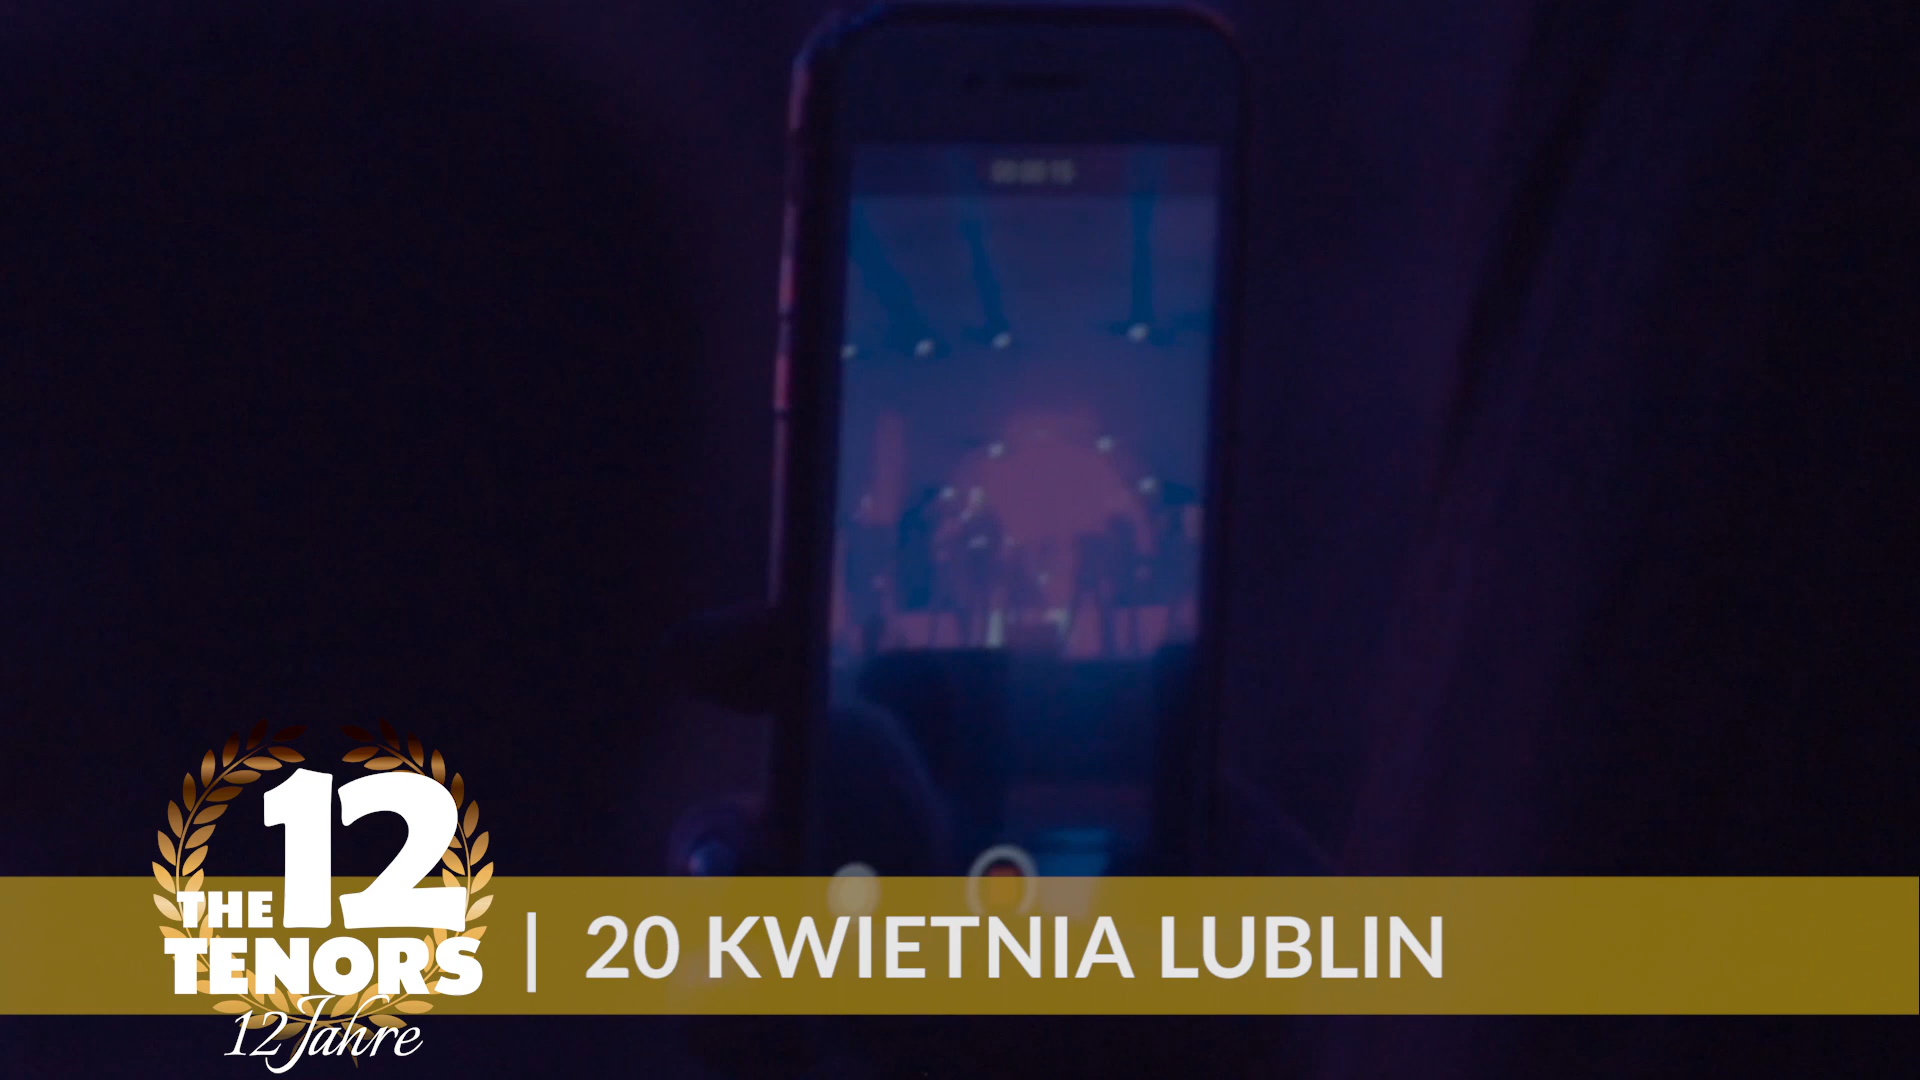 THE 12
TENORS
12 Jahre
| 20 KWIETNIA LUBLIN